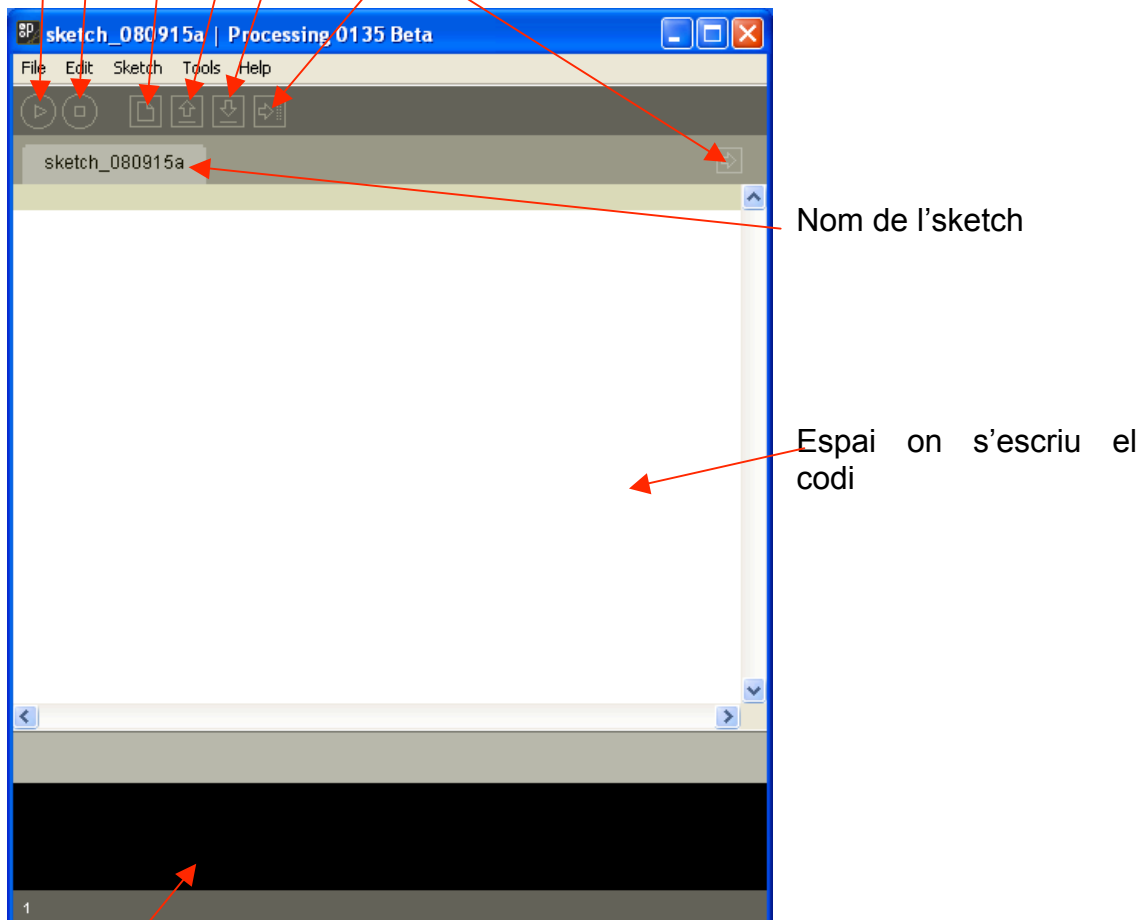 sketch_080915a | Processing 0135 Beta
File Edit Sketch Tools Help
sketch_080915a
Nom de l’sketch
Espai on s’escriu el
codi
1